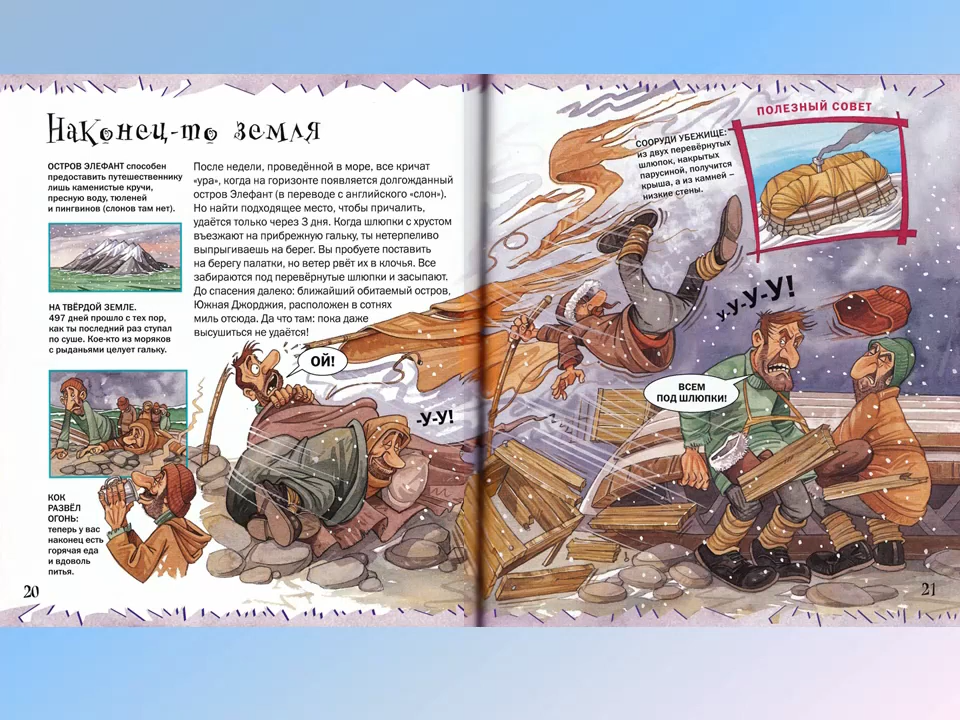 Наконец-то земля
ОСТРОВ ЭЛЕФАНТ способен
предоставить путешественнику
лишь каменистые кручи,
пресную воду, тюленей
и пингвинов (слонов там нет).
НА ТВЁРДОЙ ЗЕМЛЕ.
497 дней прошло с тех пор,
как ты последний раз ступал
по суше. Кое-кто из моряков
с рыданьями целует гальку.
КОК
РАЗВЁЛ
ОГОНЬ:
теперь у вас
наконец есть
горячая еда
и вдоволь
питья.
После недели, проведённой в море, все кричат
«ура», когда на горизонте появляется долгожданный
остров Элефант (в переводе с английского «слон»).
Но найти подходящее место, чтобы причалить,
удаётся только через 3 дня. Когда шлюпки с хрустом
въезжают на прибрежную гальку, ты нетерпеливо
выпрыгиваешь на берег. Вы пробуете поставить
на берегу палатки, но ветер рвёт их в клочья. Все
забираются под перевёрнутые шлюпки и засыпают.
До спасения далеко: ближайший обитаемый остров,
Южная Джорджия, расположен в сотнях
миль отсюда. Да что там: пока даже
высушиться не удаётся!
ОЙ!
-У-У!
20
ПОЛЕЗНЫЙ СОВЕТ
СООРУДИ УБЕЖИЩЕ:
из двух перевёрнутых
шлюпок, накрытых
парусиной, получится
крыша, а из камней –
низкие стены.
У-У-У-У!
ВСЕМ
ПОД ШЛЮПКИ!
21